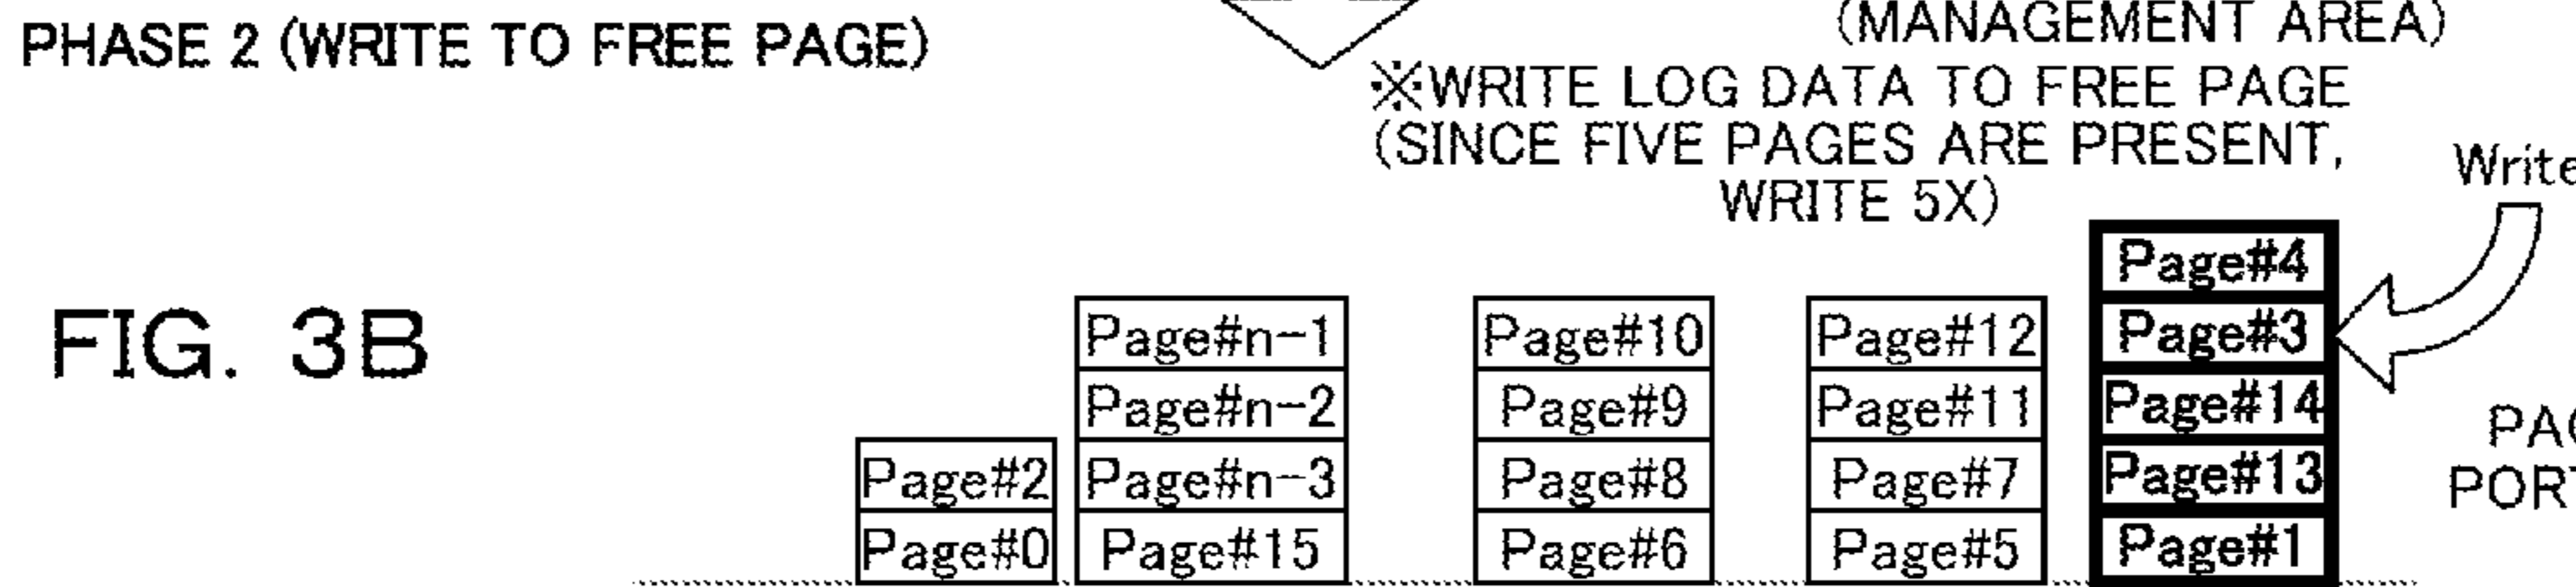 (MANAGEMENT AREA)
PHASE 2 (WRITE TO FREE PAGE)
※WRITE LOG DATA TO FREE PAGE
(SINCE FIVE PAGES ARE PRESENT,
WRITE 5X)
Write
FIG. 3B
Page#2
Page#0
Page#n-1
Page#n-2
Page#n-3
Page#15
Page#10
Page#9
Page#8
Page#6
Page#12
Page#11
Page#7
Page#5
Page#4
Page#3
Page#14
Page#13
Page#1